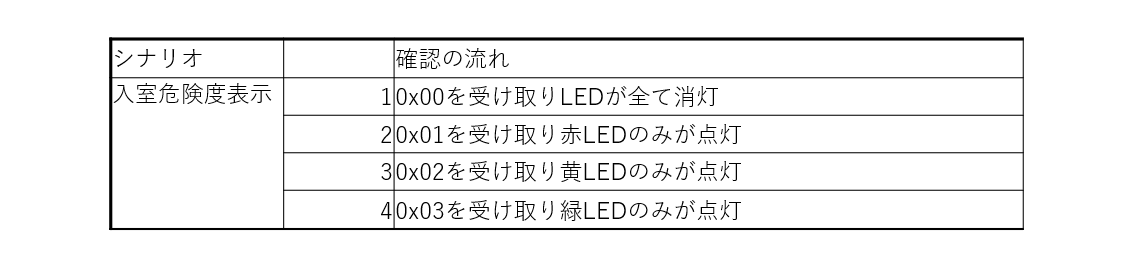 シナリオ 確認の流れ
入室危険度表示 1 0x00を受け取りLEDが全て消灯
2 0x01を受け取り赤LEDのみが点灯
3 0x02を受け取り黄LEDのみが点灯
4 0x03を受け取り緑LEDのみが点灯